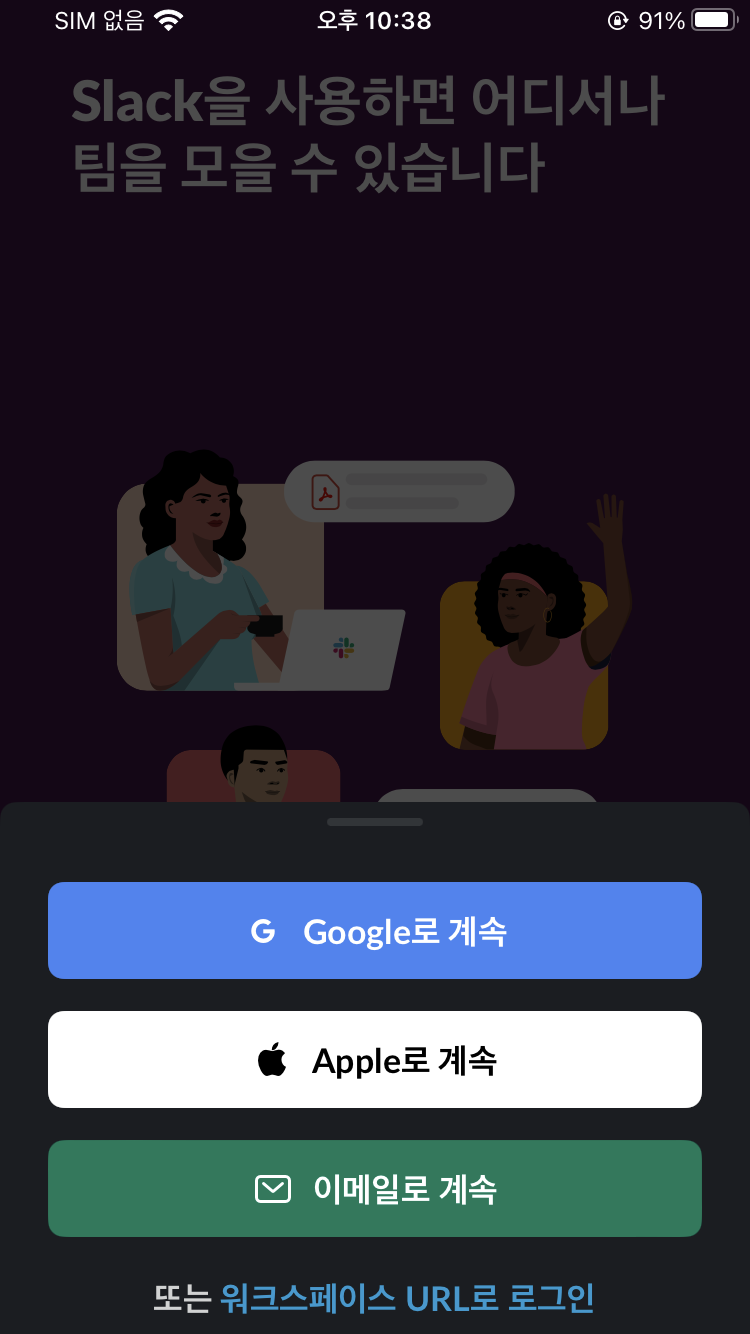 SIM 없음 오후 10:38 91%
Slack을 사용하면 어디서나
팀을 모을 수 있습니다
G Google로 계속
Apple로 계속
이메일로 계속
또는 워크스페이스 URL로 로그인